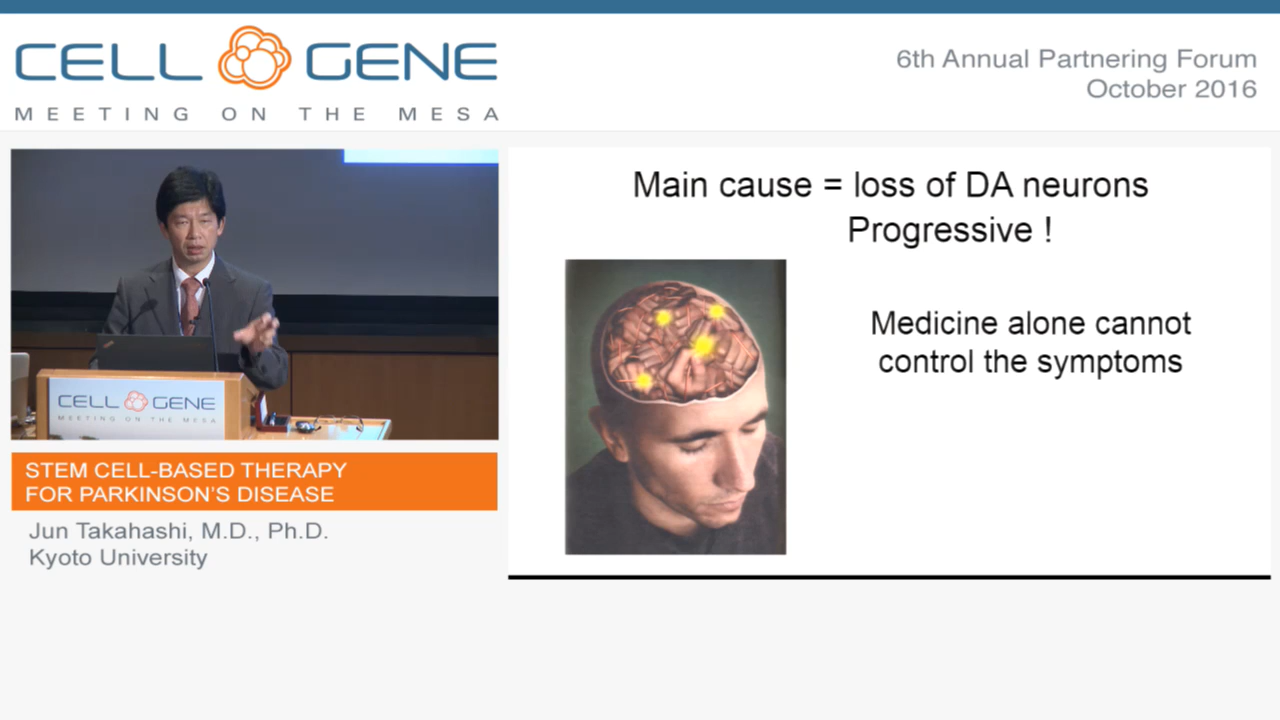 CELL GENE
MEETING ON THE MESA
6th Annual Partnering Forum
October 2016
CELL GENE
MEETING ON THE MESA
STEM CELL-BASED THERAPY
FOR PARKINSON'S DISEASE
Jun Takahashi, M.D., Ph.D.
Kyoto University
Main cause = loss of DA neurons
Progressive !
Medicine alone cannot
control the symptoms